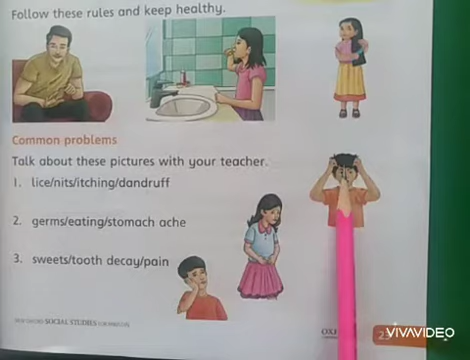 Follow these rules and keep healthy.
Common problems
Talk about these pictures with your teacher.
1. lice/nits/itching/dandruff
2. germs/eating/stomach ache
3. sweets/tooth decay/pain
SOCIAL STUDIES
VIVAVIDEO